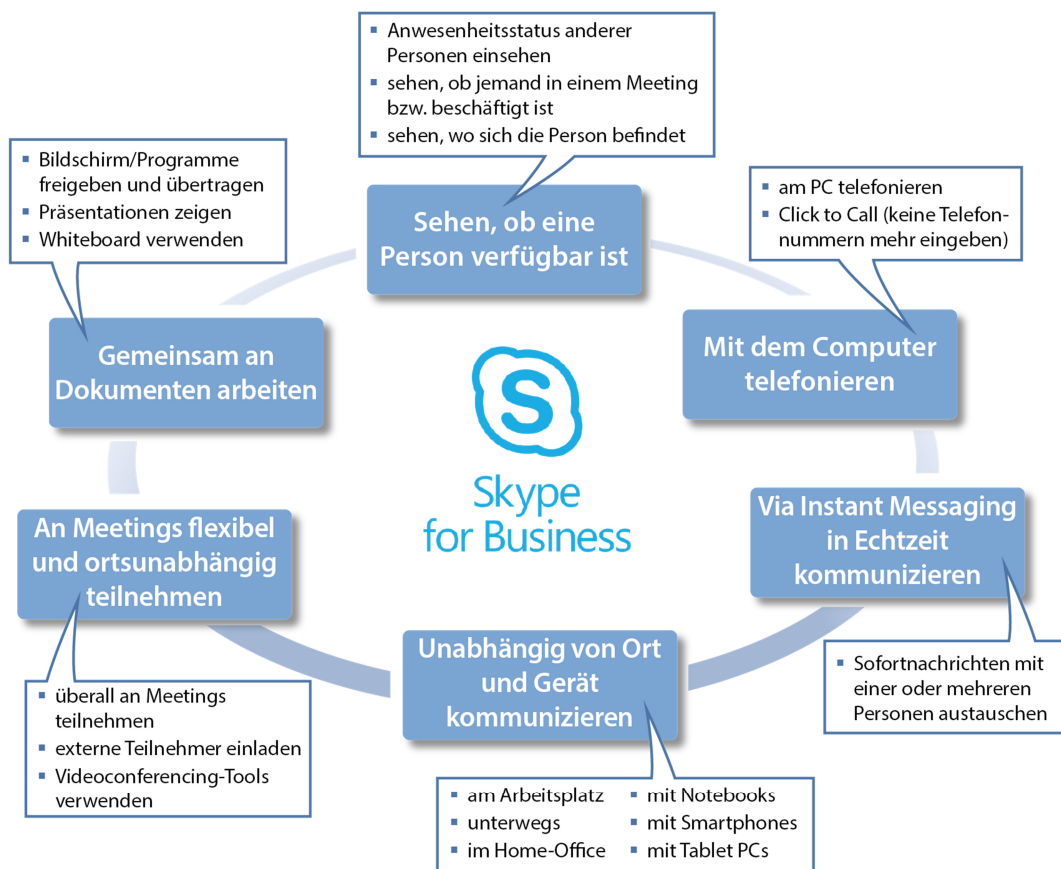 ▪ Anwesenheitsstatus anderer
Personen einsehen
▪ sehen, ob jemand in einem Meeting
bzw. beschäftigt ist
▪ sehen, wo sich die Person befindet
Sehen, ob eine
Person verfügbar ist
▪ am PC telefonieren
▪ Click to Call (keine Telefon-
nummern mehr eingeben)
Mit dem Computer
telefonieren
Via Instant Messaging
in Echtzeit
kommunizieren
▪ Sofortnachrichten mit
einer oder mehreren
Personen austauschen
Unabhängig von Ort
und Gerät
kommunizieren
▪ am Arbeitsplatz
▪ unterwegs
▪ im Home-Office
▪ mit Notebooks
▪ mit Smartphones
▪ mit Tablet PCs
An Meetings flexibel
und ortsunabhängig
teilnehmen
▪ überall an Meetings
teilnehmen
▪ externe Teilnehmer einladen
▪ Videoconferencing-Tools
verwenden
▪ Bildschirm/Programme
freigeben und übertragen
▪ Präsentationen zeigen
▪ Whiteboard verwenden
Gemeinsam an
Dokumenten arbeiten
S
Skype
for Business